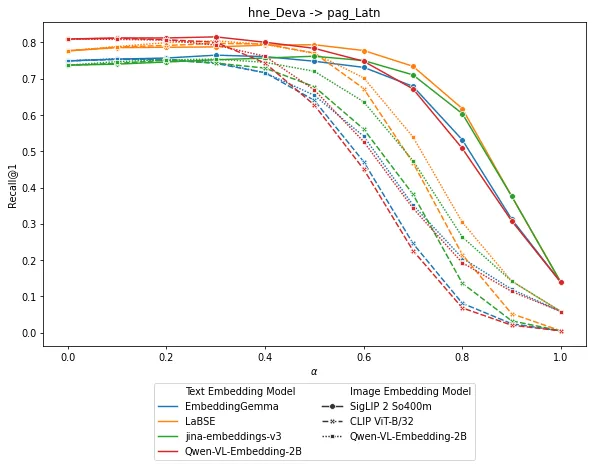 hne_Deva -> pag_Latn
Recall@1
0.8
0.7
0.6
0.5
0.4
0.3
0.2
0.1
0.0
0.0 0.2 0.4 0.6 0.8 1.0
α
Text Embedding Model Image Embedding Model
EmbeddingGemma SigLIP 2 So400m
LaBSE CLIP ViT-B/32
jina-embeddings-v3 Qwen-VL-Embedding-2B
Qwen-VL-Embedding-2B